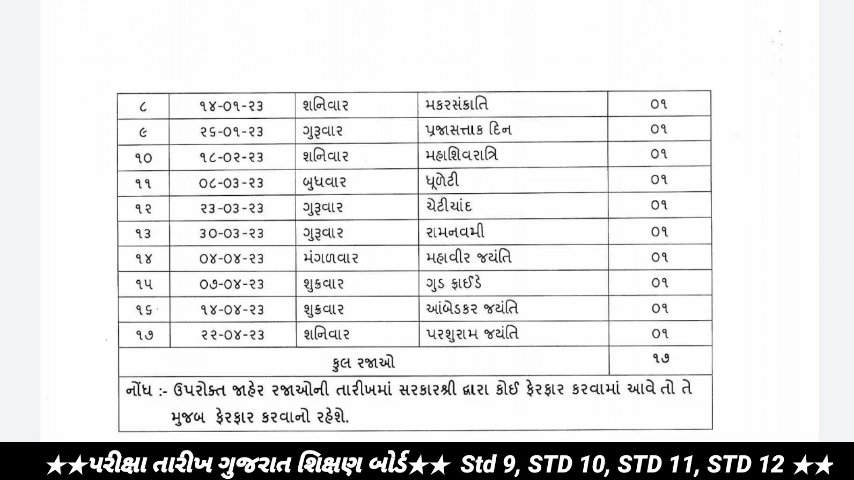 ૮ ૧૪-૦૧-૨૩ શનિવાર મકરસંક્રાતિ ૦૧
૯ ૨૬-૦૧-૨૩ ગુરૂવાર પ્રજાસત્તાક દિન ૦૧
૧૦ ૧૮-૦૨-૨૩ શનિવાર મહાશિવરાત્રિ ૦૧
૧૧ ૦૮-૦૩-૨૩ બુધવાર ધૂળેટી ૦૧
૧૨ ૨૩-૦૩-૨૩ ગુરૂવાર ચેટીચાંદ ૦૧
૧૩ ૩૦-૦૩-૨૩ ગુરૂવાર રામનવમી ૦૧
૧૪ ૦૪-૦૪-૨૩ મંગળવાર મહાવીર જયંતિ ૦૧
૧૫ ૦૭-૦૪-૨૩ શુક્રવાર ગુડ ફ્રાઈડે ૦૧
૧૬ ૧૪-૦૪-૨૩ શુક્રવાર આંબેડકર જયંતિ ૦૧
૧૭ ૨૨-૦૪-૨૩ શનિવાર પરશુરામ જયંતિ ૦૧
કુલ રજાઓ ૧૭
નોંધ :- ઉપરોક્ત જાહેર રજાઓની તારીખમાં સરકારશ્રી દ્વારા કોઈ ફેરફાર કરવામાં આવે તો તે
મુજબ ફેરફાર કરવાનો રહેશે.
★★પરીક્ષા તારીખ ગુજરાત શિક્ષણ બોર્ડ★★ Std 9, STD 10, STD 11, STD 12 ★★